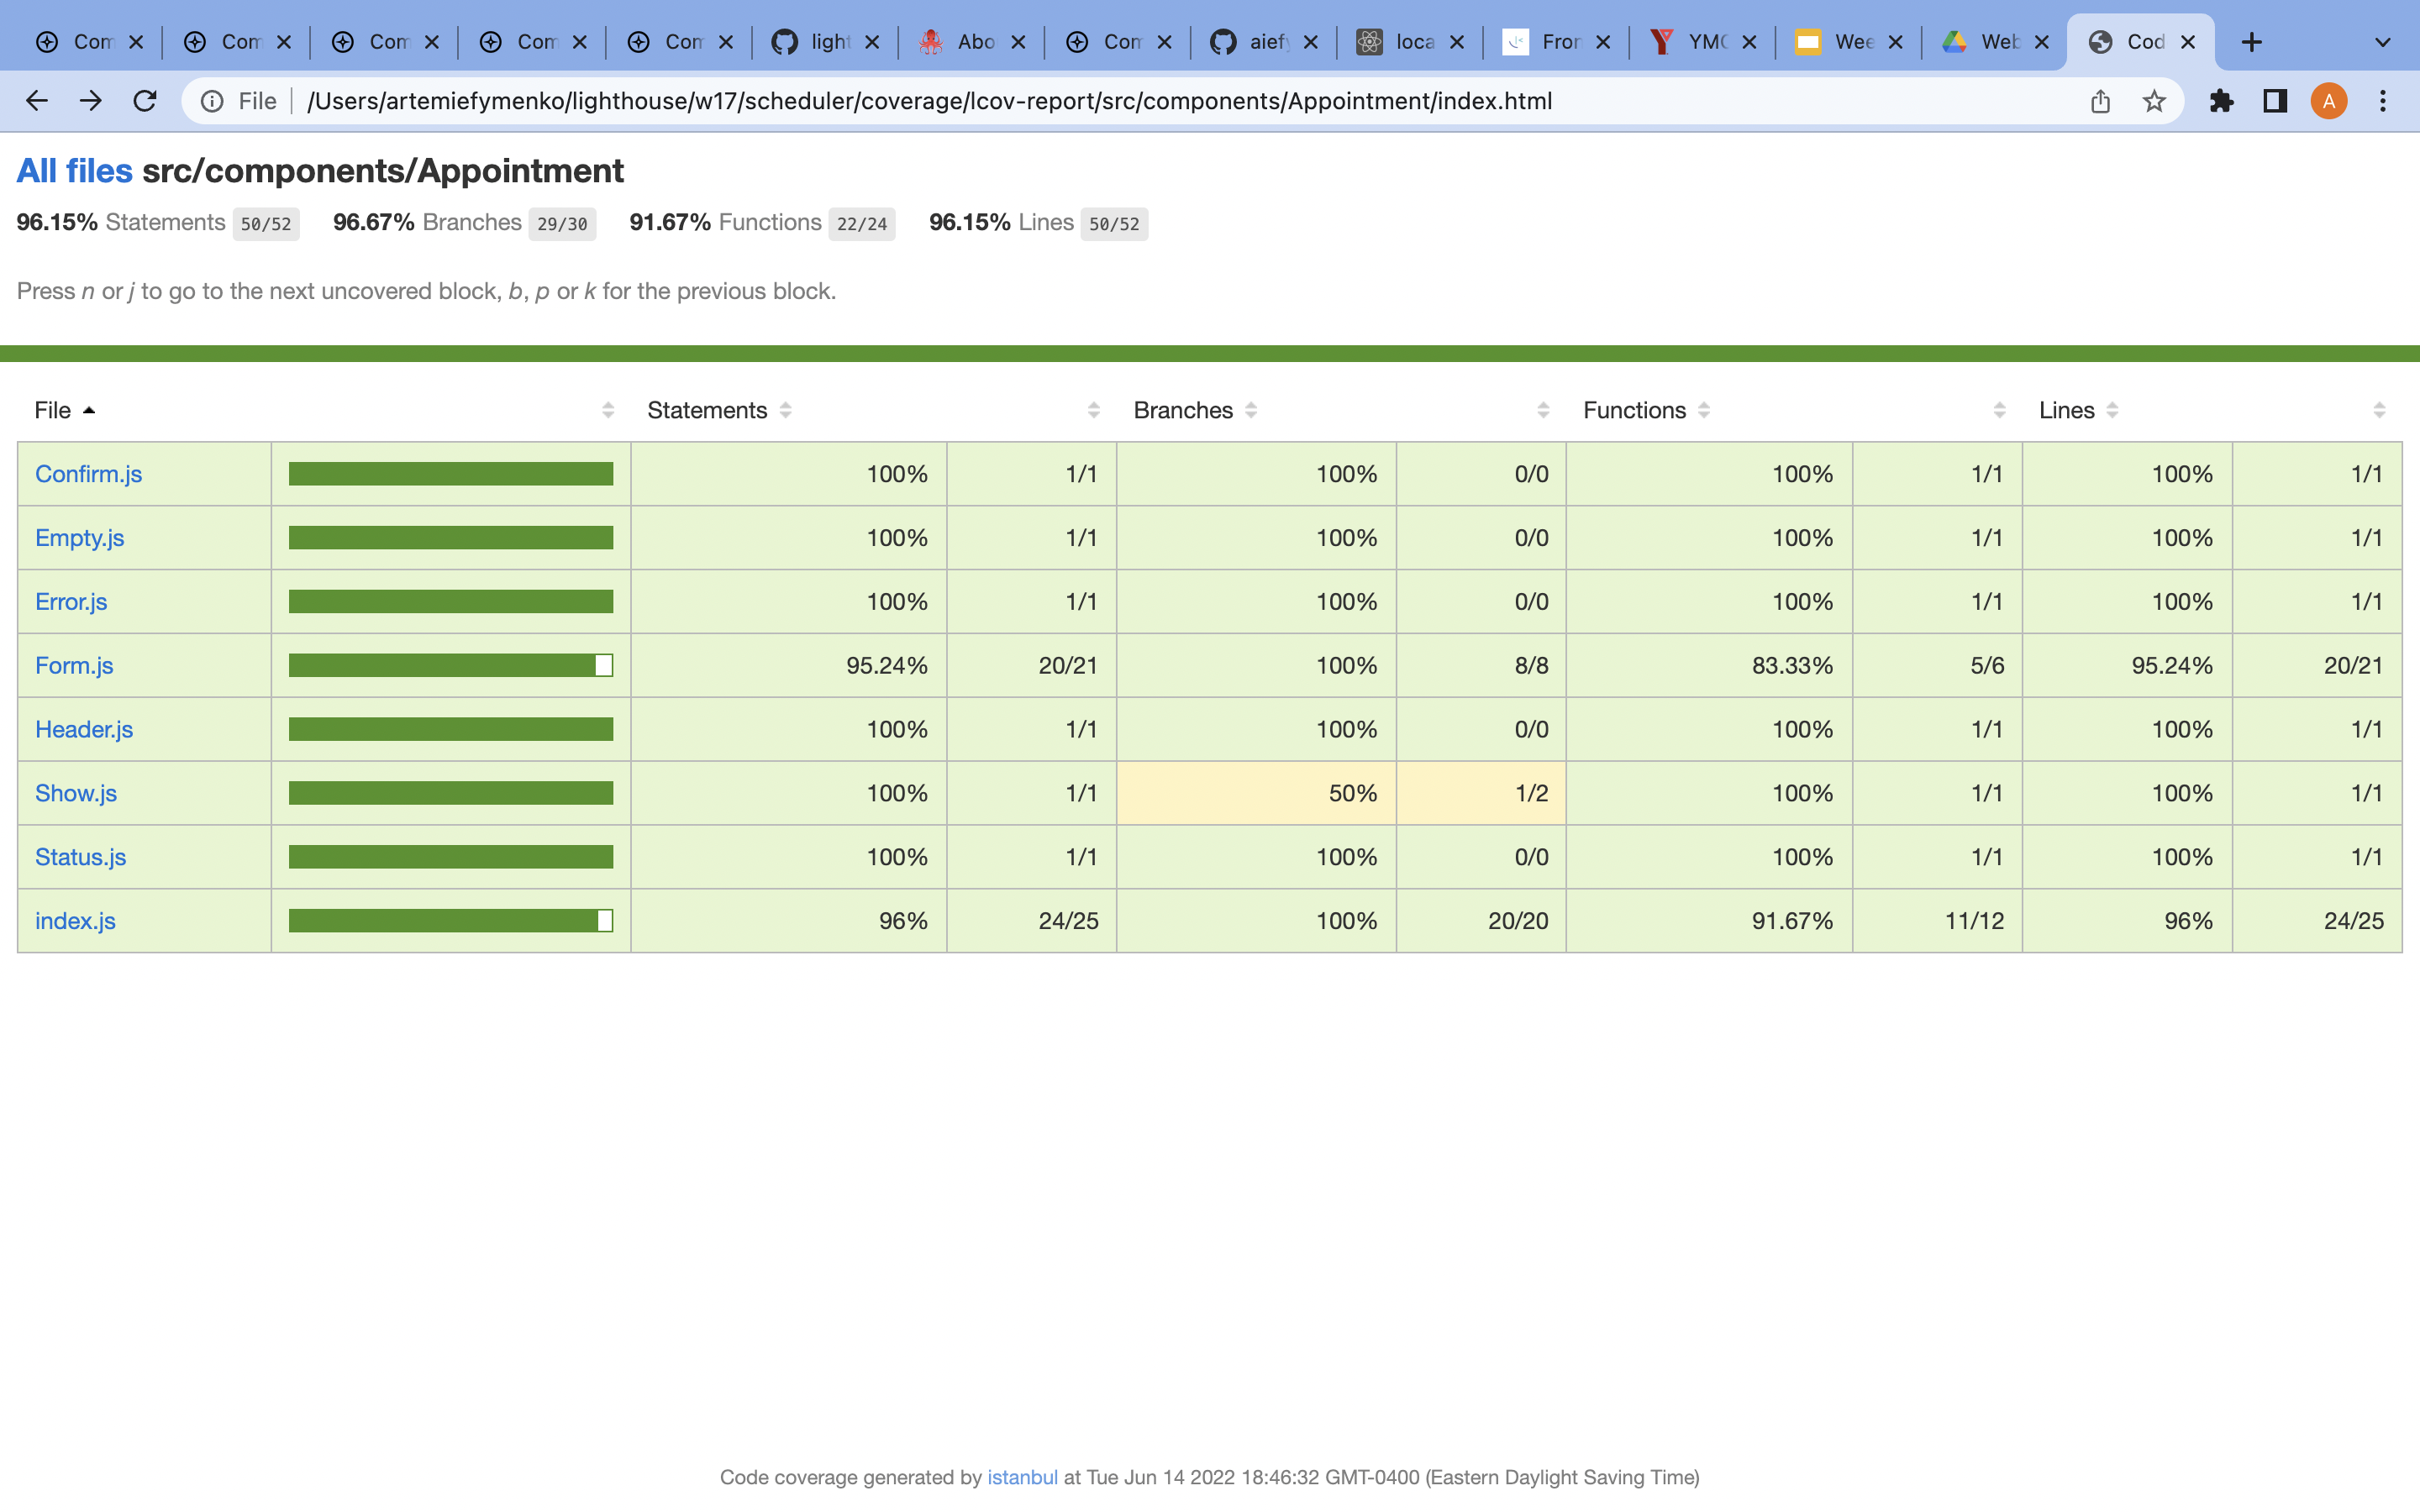 Com Com Com Com Com light Abo Com aief loca Fron YMC Wee Web Cod
File /Users/artemiefymenko/lighthouse/w17/scheduler/coverage/lcov-report/src/components/Appointment/index.html A
All files src/components/Appointment
96.15% Statements 50/52 96.67% Branches 29/30 91.67% Functions 22/24 96.15% Lines 50/52
Press n or j to go to the next uncovered block, b, p or k for the previous block.
File Statements Branches Functions Lines
Confirm.js 100% 1/1 100% 0/0 100% 1/1 100% 1/1
Empty.js 100% 1/1 100% 0/0 100% 1/1 100% 1/1
Error.js 100% 1/1 100% 0/0 100% 1/1 100% 1/1
Form.js 95.24% 20/21 100% 8/8 83.33% 5/6 95.24% 20/21
Header.js 100% 1/1 100% 0/0 100% 1/1 100% 1/1
Show.js 100% 1/1 50% 1/2 100% 1/1 100% 1/1
Status.js 100% 1/1 100% 0/0 100% 1/1 100% 1/1
index.js 96% 24/25 100% 20/20 91.67% 11/12 96% 24/25
Code coverage generated by istanbul at Tue Jun 14 2022 18:46:32 GMT-0400 (Eastern Daylight Saving Time)